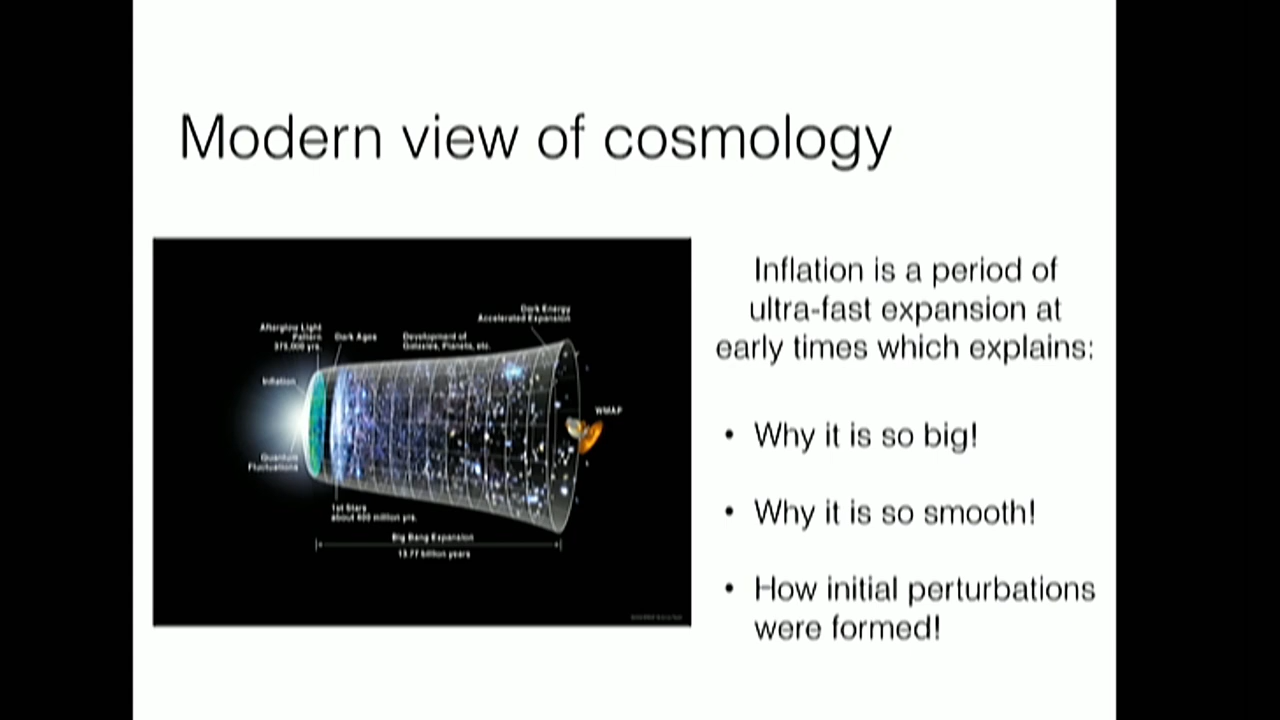 Modern view of cosmology
Inflation is a period of
ultra-fast expansion at
early times which explains:
• Why it is so big!
• Why it is so smooth!
• How initial perturbations
were formed!
Dark Energy
Accelerated Expansion
Afterglow Light
Pattern
375,000 yrs.
Dark Ages
Development of
Galaxies, Planets, etc.
Inflation
WMAP
Quantum
Fluctuations
1st Stars
about 400 million yrs.
Big Bang Expansion
13.77 billion years